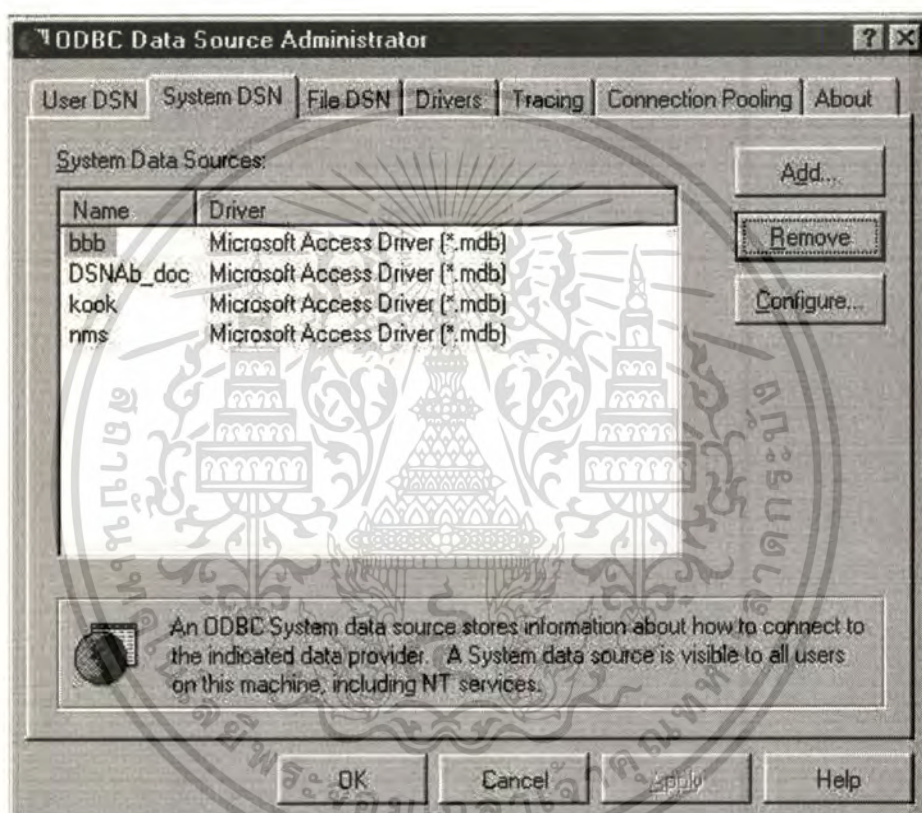 ODBC Data Source Administrator
User DSN System DSN File DSN Drivers Tracing Connection Pooling About
System Data Sources:
Add...
Name Driver
Remove
bbb Microsoft Access Driver (*.mdb)
DSNAb_doc Microsoft Access Driver (*.mdb)
Configure...
kook Microsoft Access Driver (*.mdb)
nms Microsoft Access Driver (*.mdb)
An ODBC System data source stores information about how to connect to
the indicated data provider. A System data source is visible to all users
on this machine, including NT services.
OK Cancel Apply Help